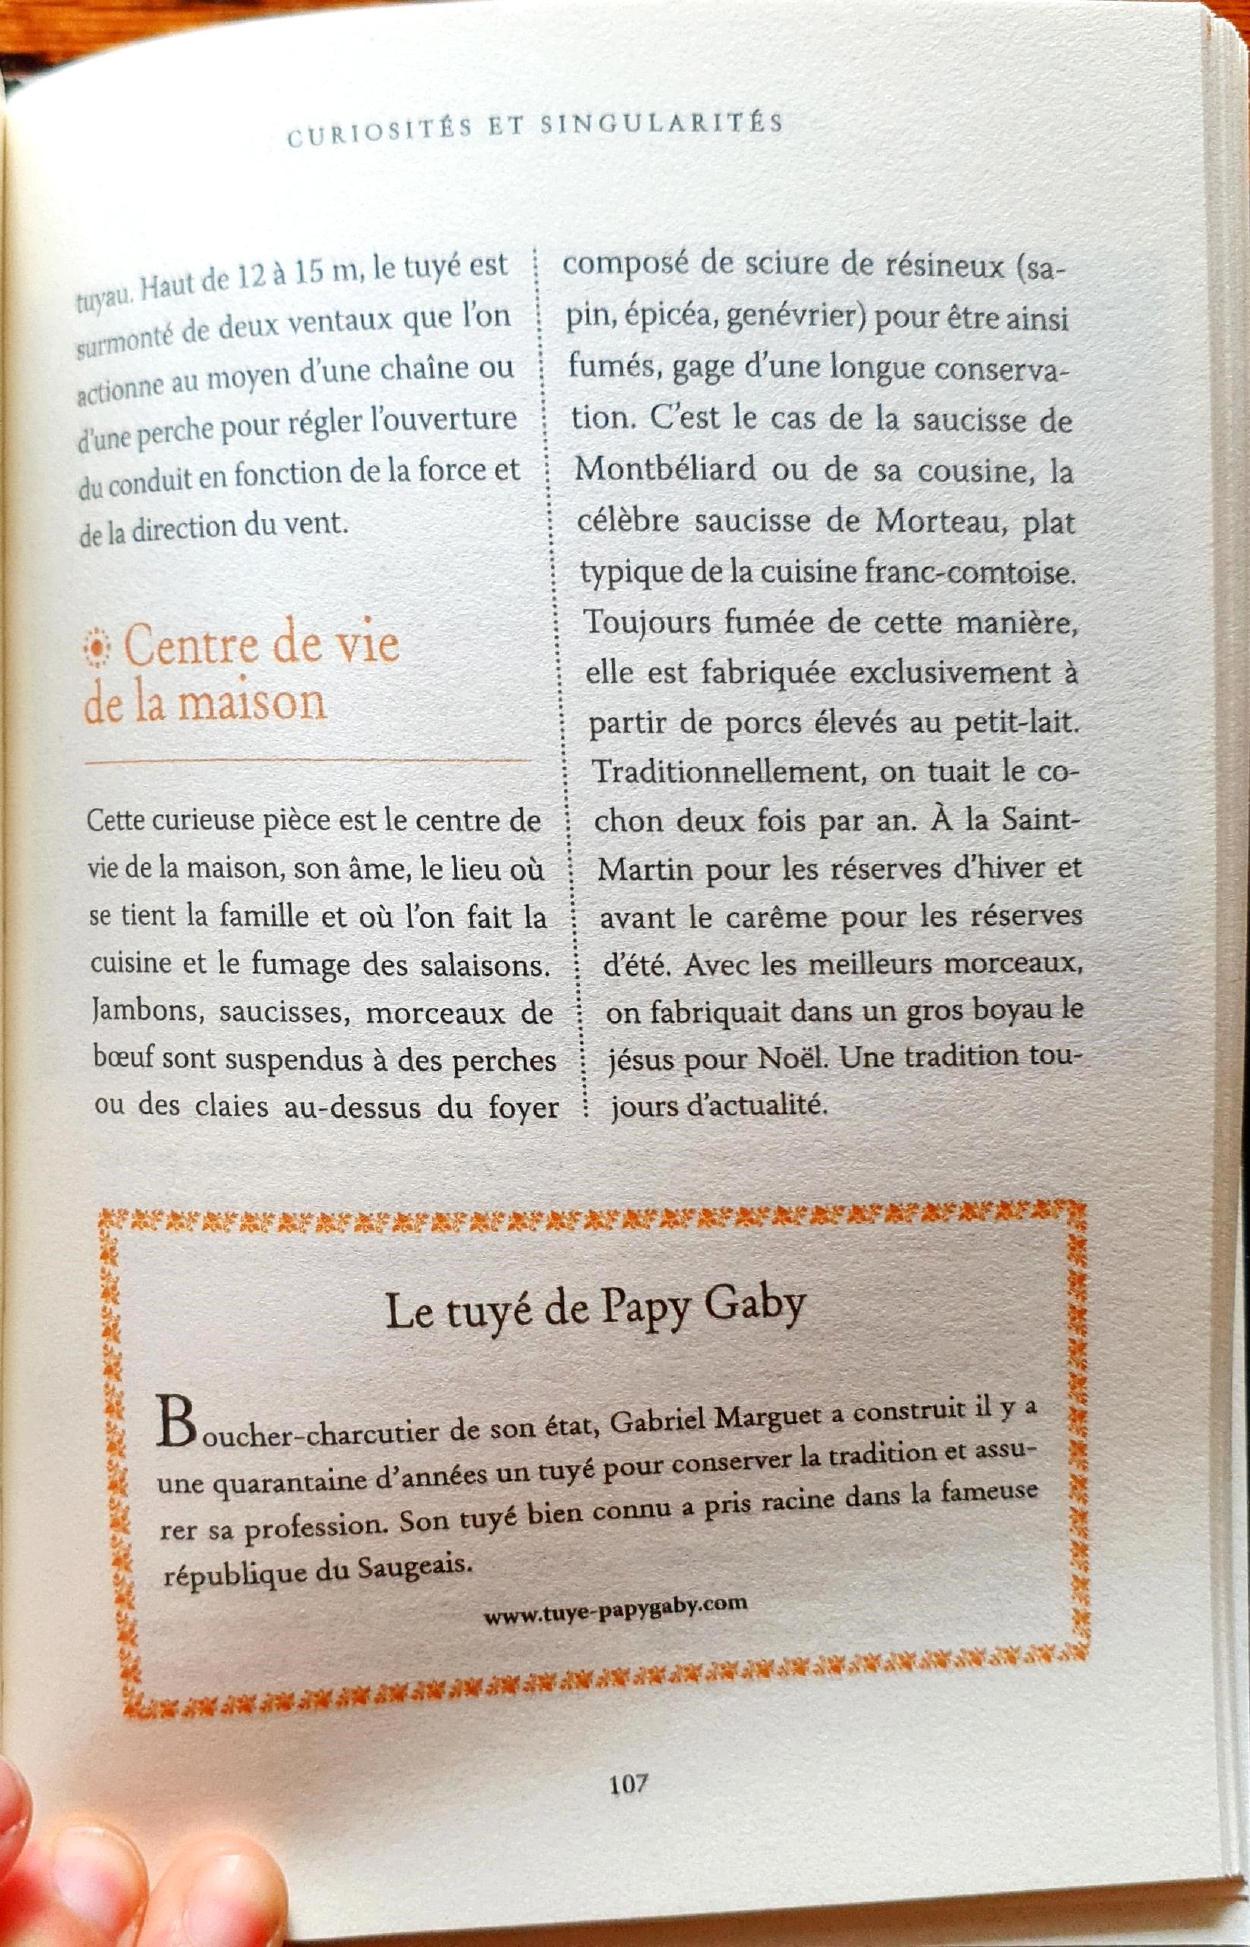 CURIOSITÉS ET SINGULARITÉS
tuyau. Haut de 12 à 15 m, le tuyé est
surmonté de deux ventaux que l'on
actionne au moyen d'une chaîne ou
d'une perche pour régler l'ouverture
du conduit en fonction de la force et
de la direction du vent.
Centre de vie
de la maison
Cette curieuse pièce est le centre de
vie de la maison, son âme, le lieu où
se tient la famille et où l'on fait la
cuisine et le fumage des salaisons.
Jambons, saucisses, morceaux de
bœuf sont suspendus à des perches
ou des claies au-dessus du foyer
composé de sciure de résineux (sa-
pin, épicéa, genévrier) pour être ainsi
fumés, gage d'une longue conserva-
tion. C'est le cas de la saucisse de
Montbéliard ou de sa cousine, la
célèbre saucisse de Morteau, plat
typique de la cuisine franc-comtoise.
Toujours fumée de cette manière,
elle est fabriquée exclusivement à
partir de porcs élevés au petit-lait.
Traditionnellement, on tuait le co-
chon deux fois par an. À la Saint-
Martin pour les réserves d'hiver et
avant le carême pour les réserves
d'été. Avec les meilleurs morceaux,
on fabriquait dans un gros boyau le
jésus pour Noël. Une tradition tou-
jours d'actualité.
Le tuyé de Papy Gaby
Boucher-charcutier de son état, Gabriel Marguet a construit il y a
une quarantaine d'années un tuyé pour conserver la tradition et assu-
rer sa profession. Son tuyé bien connu a pris racine dans la fameuse
république du Saugeais.
www.tuye-papygaby.com
107